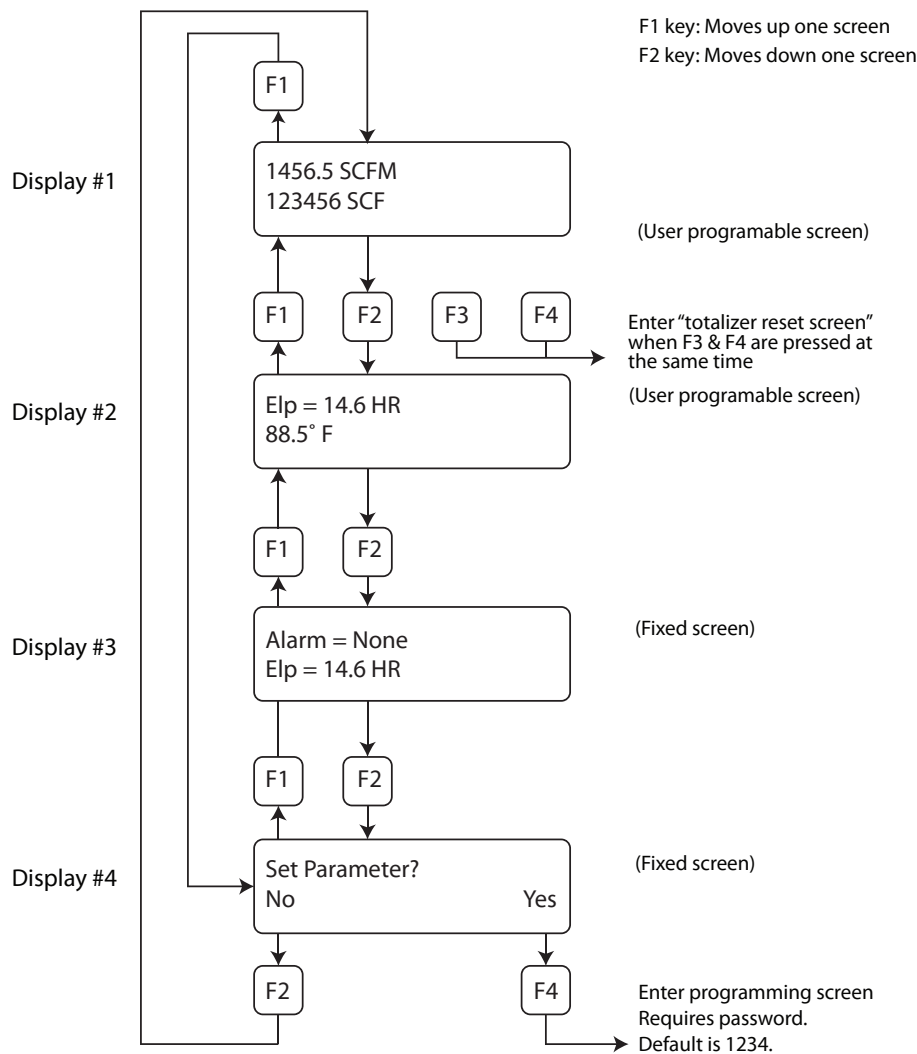 F1 key: Moves up one screen
F2 key: Moves down one screen
F1
Display #1
1456.5 SCFM
123456 SCF
(User programable screen)
F1
F2
F3
F4
Enter “totalizer reset screen”
when F3 & F4 are pressed at
the same time
(User programable screen)
Display #2
Elp = 14.6 HR
88.5° F
F1
F2
Display #3
Alarm = None
Elp = 14.6 HR
(Fixed screen)
F1
F2
Display #4
Set Parameter?
No Yes
(Fixed screen)
F2
F4
Enter programming screen
Requires password.
Default is 1234.